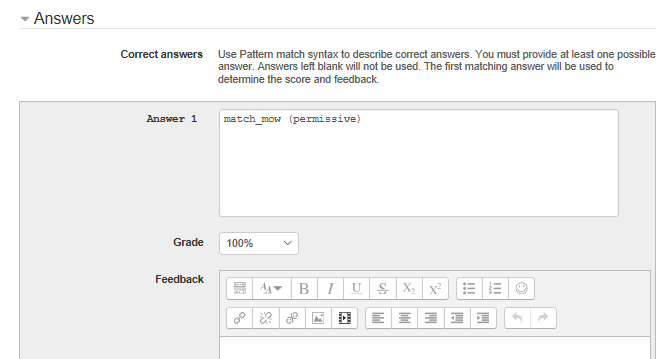 Answers
Correct answers
Use Pattern match syntax to describe correct answers. You must provide at least one possible
answer. Answers left blank will not be used. The first matching answer will be used to
determine the score and feedback.
Answer 1
match_mow (permissive)
Grade
100%
Feedback
B I U S X2 X2